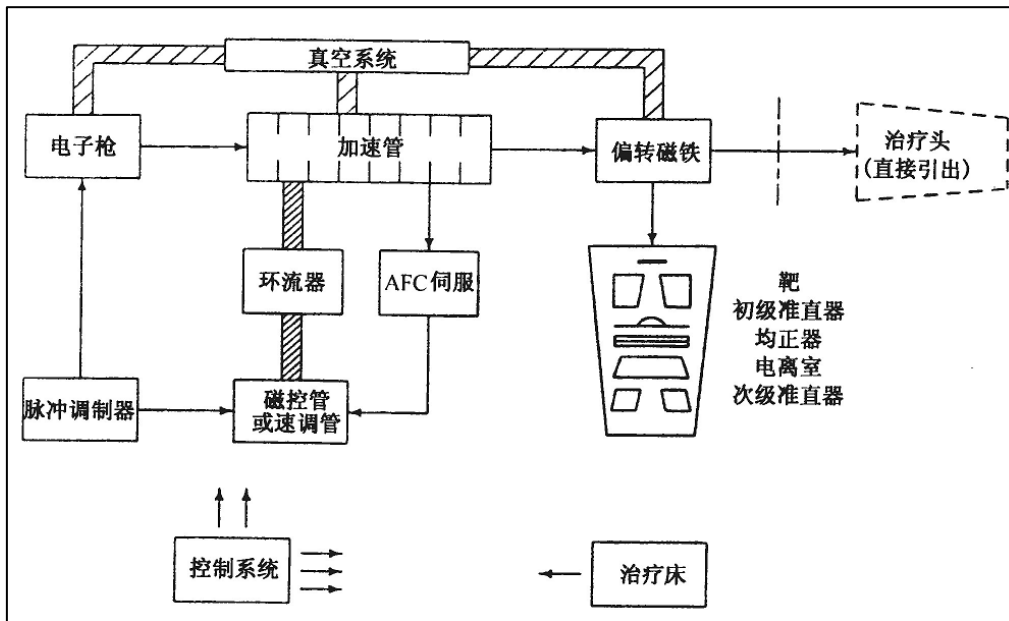 真空系统
电子枪
加速管
偏转磁铁
治疗头
(直接引出)
环流器
AFC伺服
靶
初级准直器
均正器
电离室
次级准直器
脉冲调制器
磁控管
或速调管
控制系统
治疗床